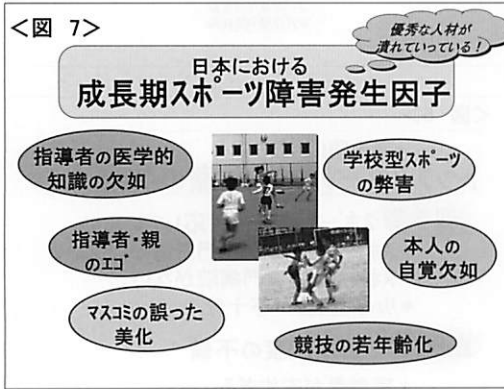 <図 7>
優秀な人材が
潰れていっている!
日本における
成長期スポーツ障害発生因子
指導者の医学的
知識の欠如
学校型スポーツ
の弊害
指導者・親
のエゴ
本人の
自覚欠如
マスコミの誤った
美化
競技の若年齢化